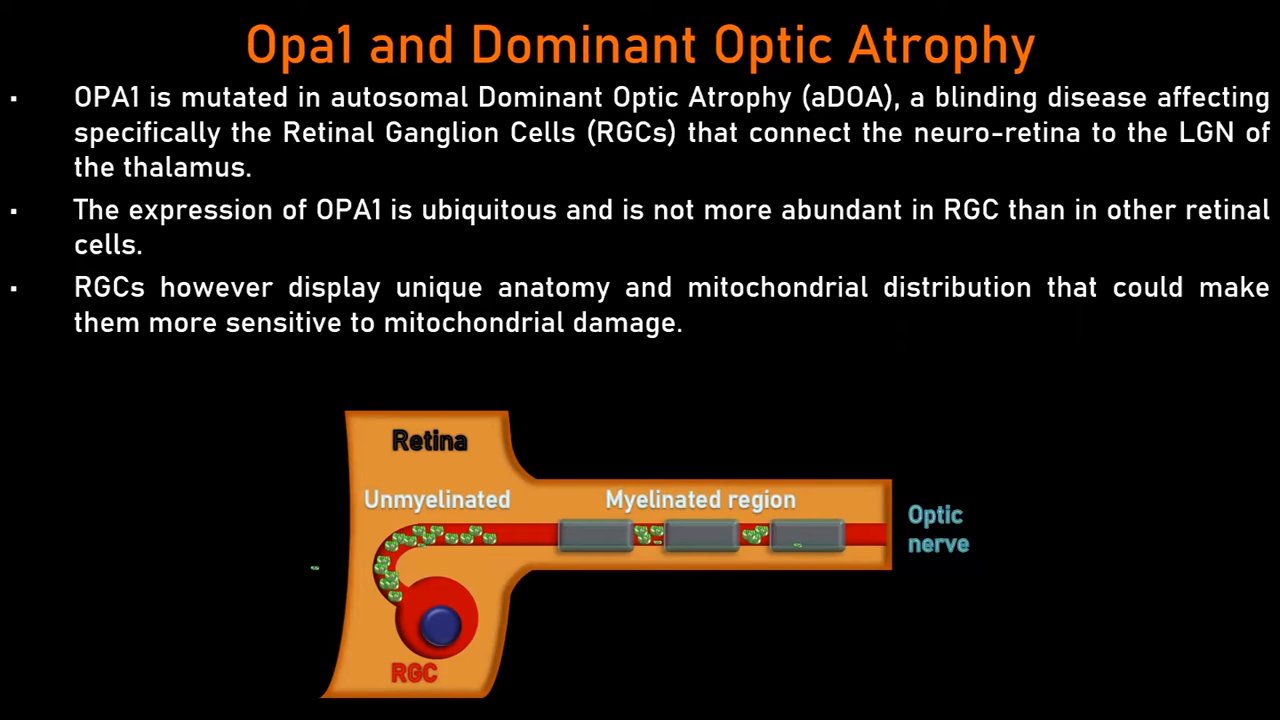 Opa1 and Dominant Optic Atrophy
▪ OPA1 is mutated in autosomal Dominant Optic Atrophy (aDOA), a blinding disease affecting
specifically the Retinal Ganglion Cells (RGCs) that connect the neuro-retina to the LGN of
the thalamus.
▪ The expression of OPA1 is ubiquitous and is not more abundant in RGC than in other retinal
cells.
▪ RGCs however display unique anatomy and mitochondrial distribution that could make
them more sensitive to mitochondrial damage.
Retina
Unmyelinated
Myelinated region
Optic
nerve
RGC